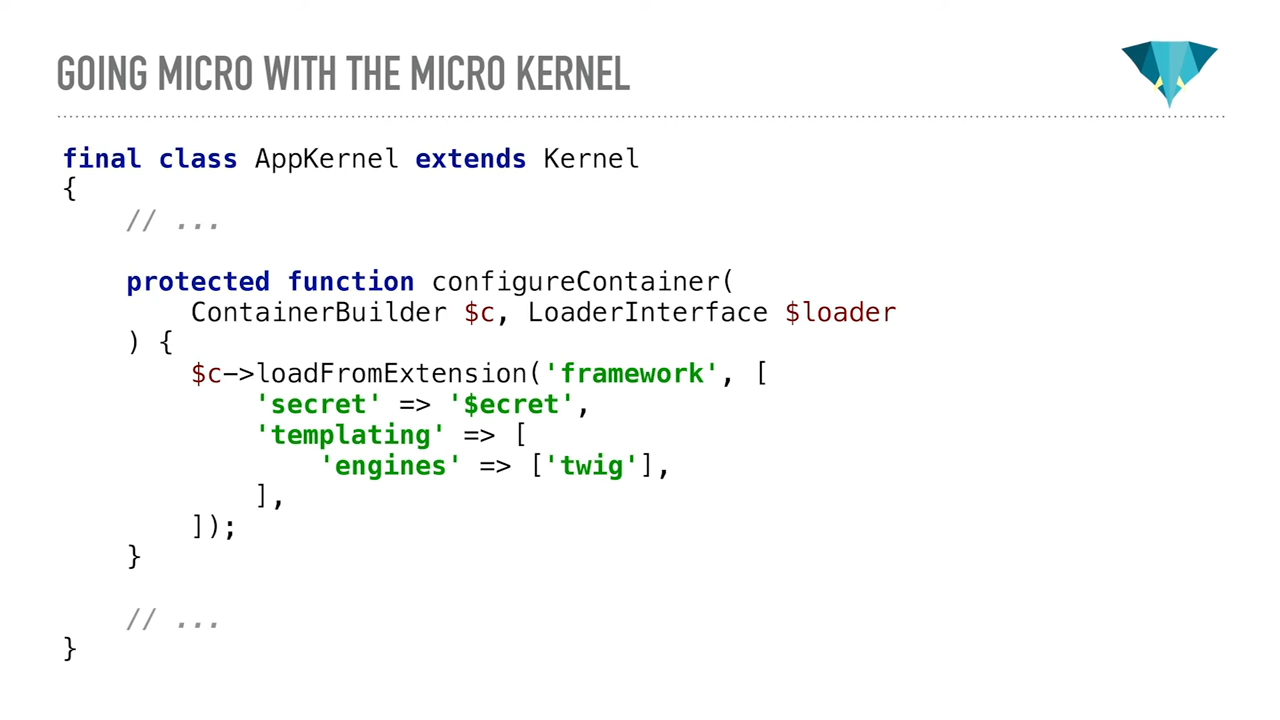 GOING MICRO WITH THE MICRO KERNEL
final class AppKernel extends Kernel
{
    // ...
    protected function configureContainer(
        ContainerBuilder $c, LoaderInterface $loader
    ) {
        $c->loadFromExtension('framework', [
            'secret' => '$ecret',
            'templating' => [
                'engines' => ['twig'],
            ],
        ]);
    }
    // ...
}